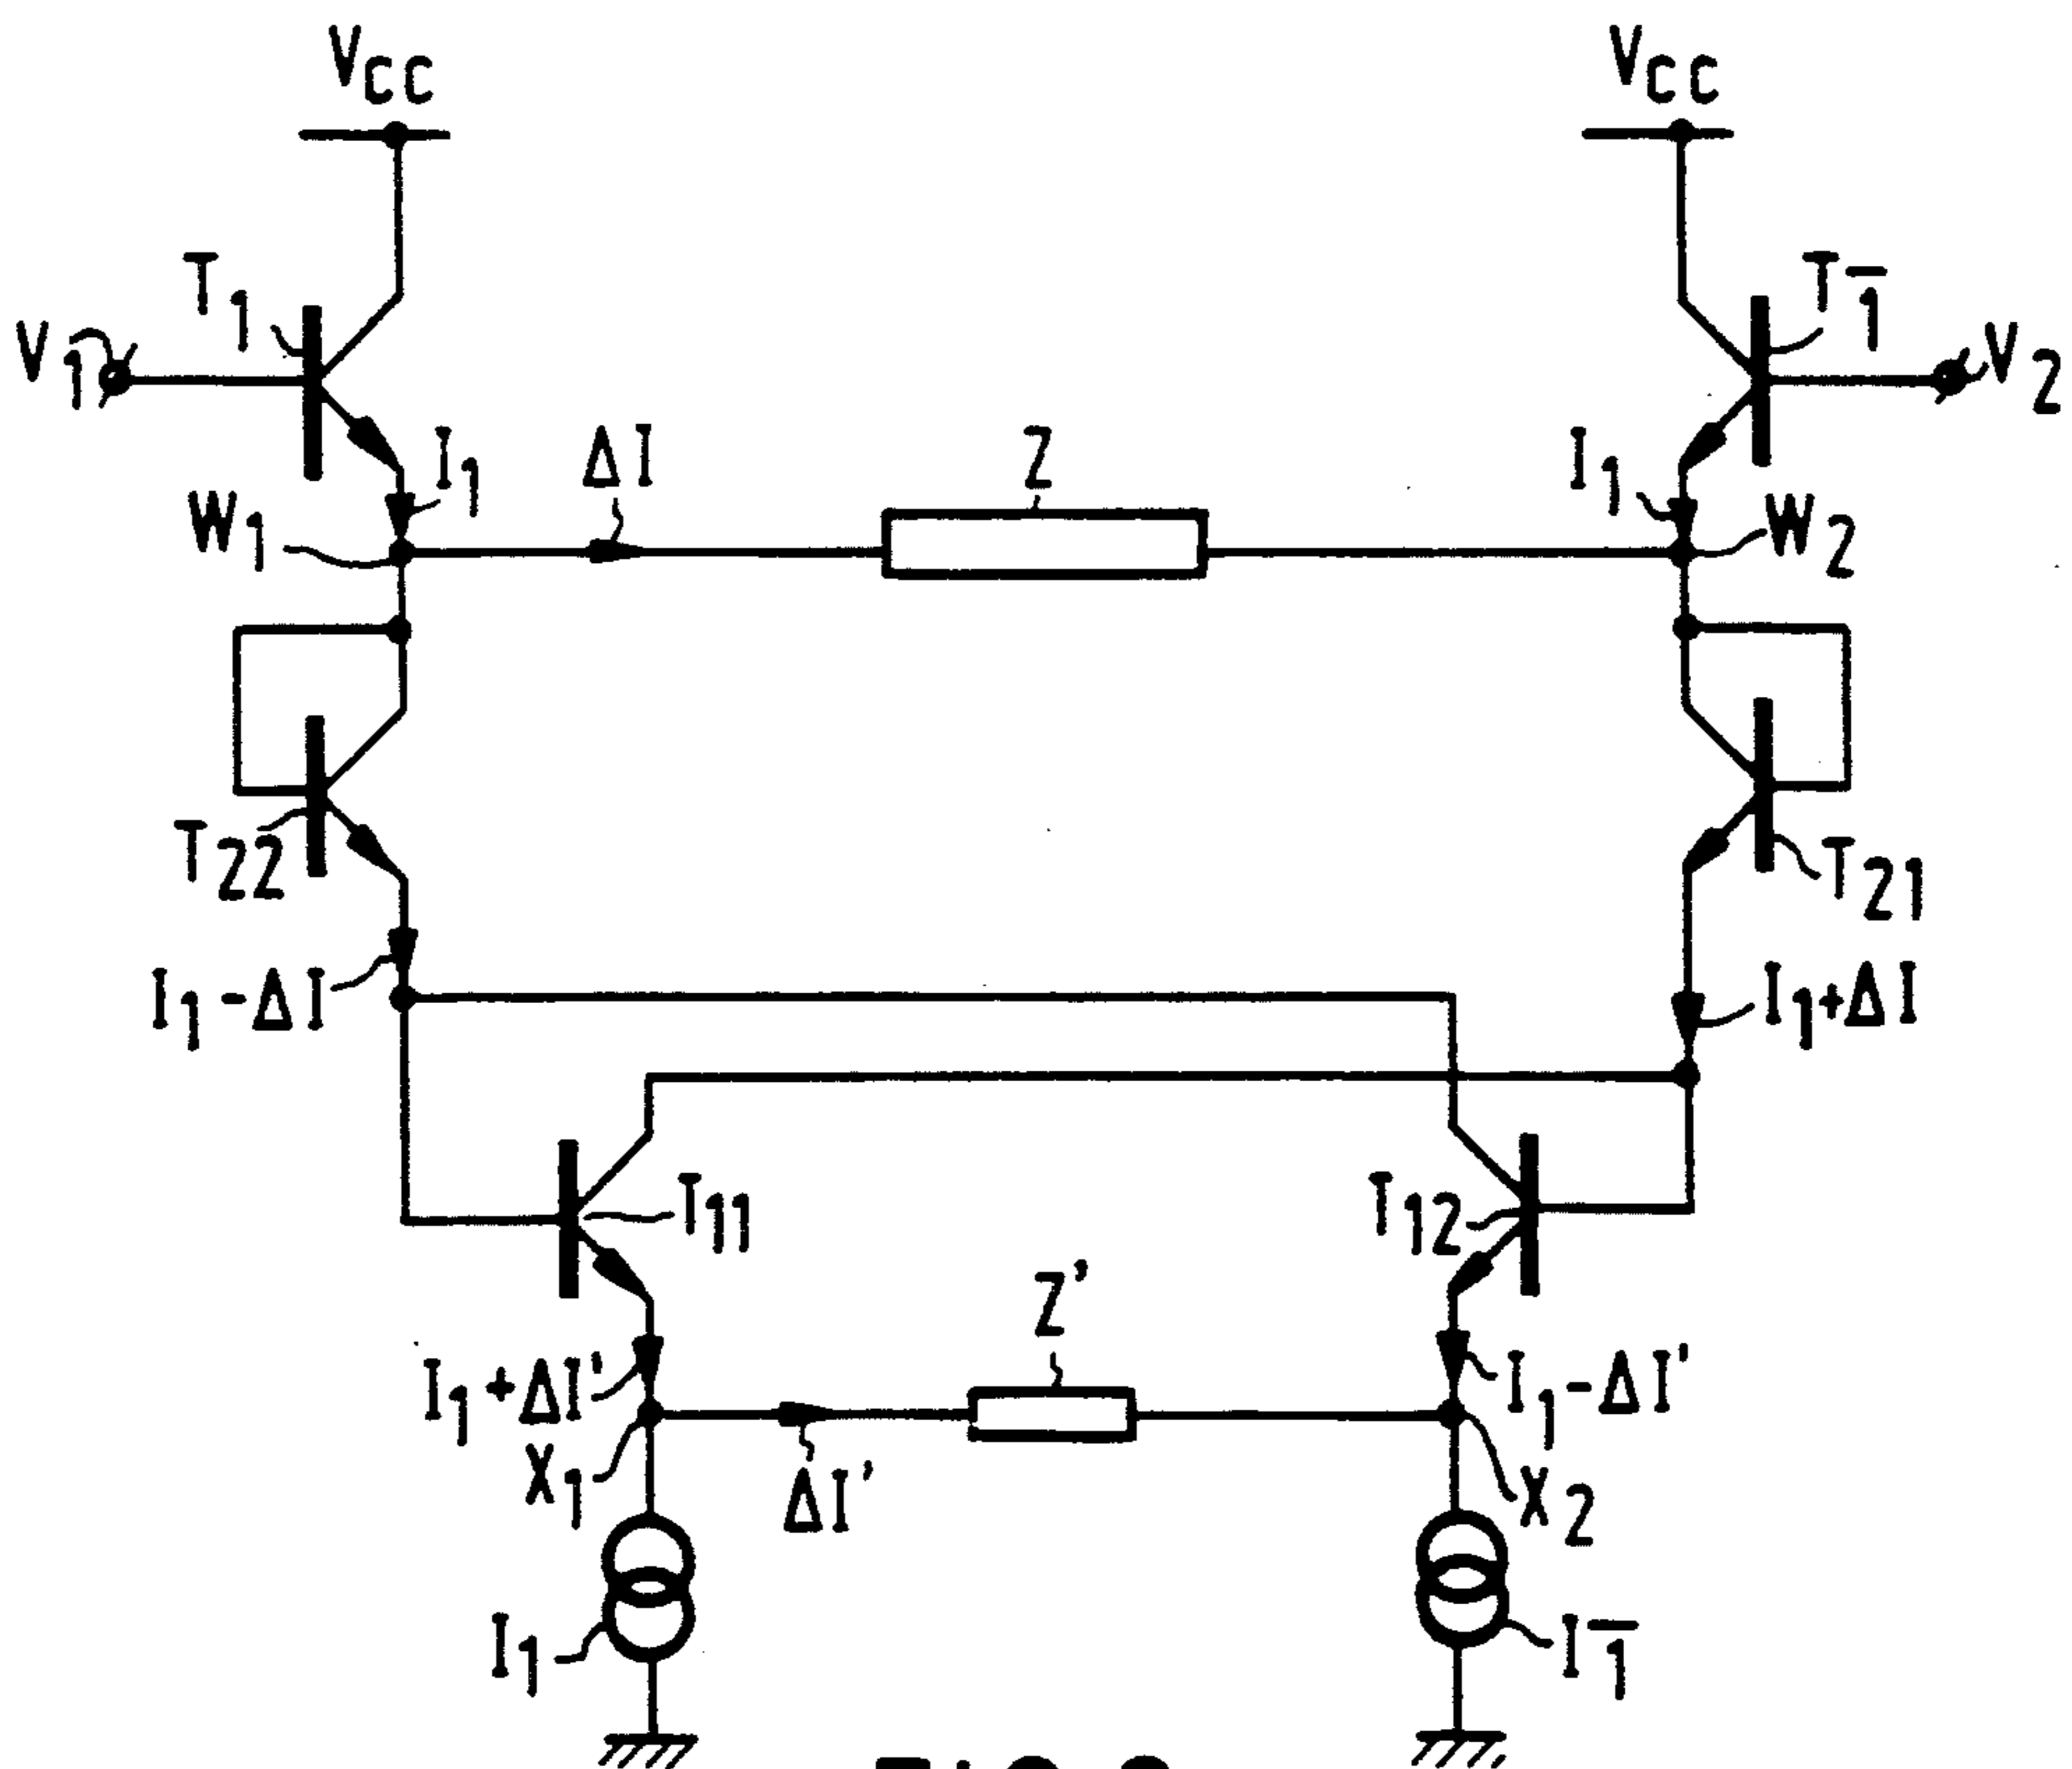 VCC VCC
T1 T1̅
V1 V2
I1 ΔI Z I1
W1 W2
T22 T21
I1-ΔI I1+ΔI
T11 T12
Z'
I1+ΔI' I1-ΔI'
X1 ΔI' X2
I1 I1̅